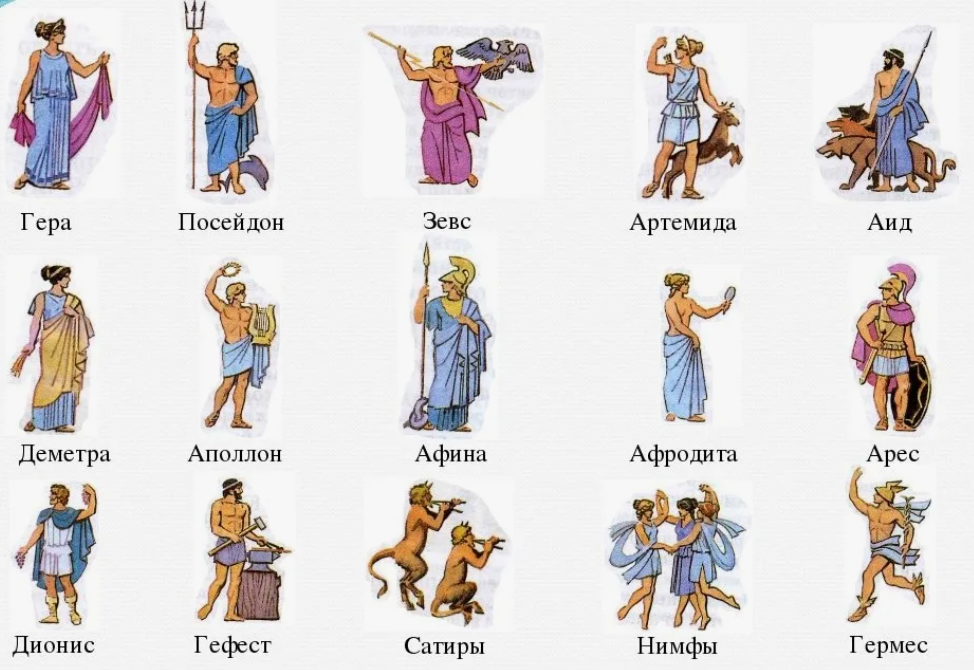 Гера
Посейдон
Зевс
Артемида
Аид
Деметра
Аполлон
Афина
Афродита
Арес
Дионис
Гефест
Сатиры
Нимфы
Гермес